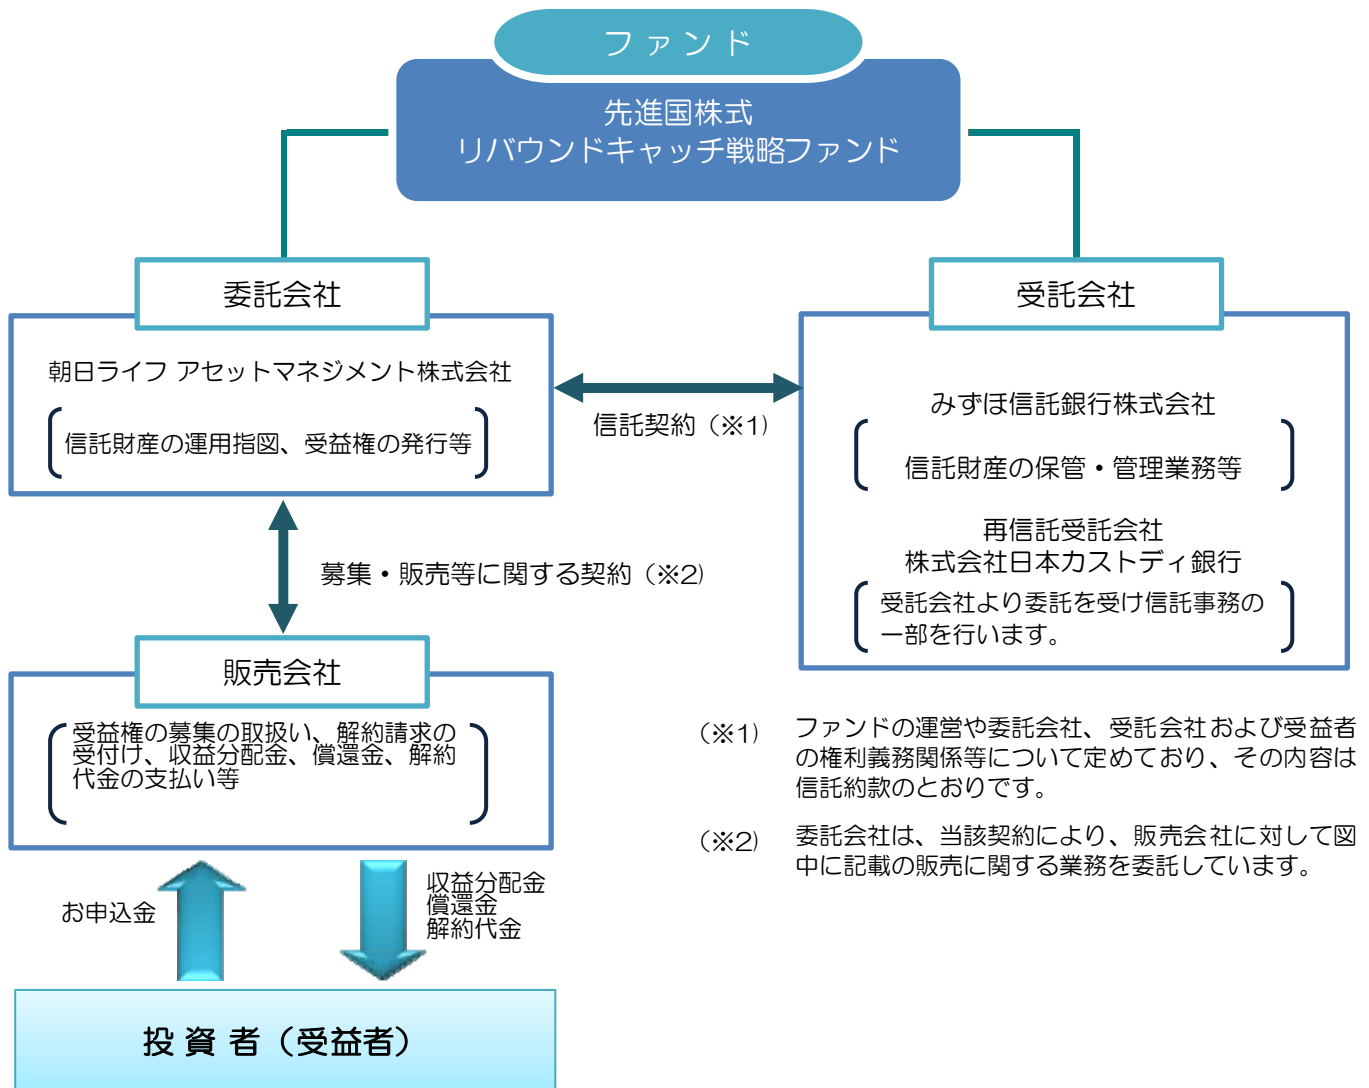 ファンド
先進国株式
リバウンドキャッチ戦略ファンド
委託会社
朝日ライフ アセットマネジメント株式会社
信託財産の運用指図、受益権の発行等
信託契約（※1）
受託会社
みずほ信託銀行株式会社
信託財産の保管・管理業務等
再信託受託会社
株式会社日本カストディ銀行
受託会社より委託を受け信託事務の
一部を行います。
募集・販売等に関する契約（※2）
販売会社
受益権の募集の取扱い、解約請求の
受付け、収益分配金、償還金、解約
代金の支払い等
（※1） ファンドの運営や委託会社、受託会社および受益者
の権利義務関係等について定めており、その内容は
信託約款のとおりです。
（※2） 委託会社は、当該契約により、販売会社に対して図
中に記載の販売に関する業務を委託しています。
お申込金
収益分配金
償還金
解約代金
投資者（受益者）